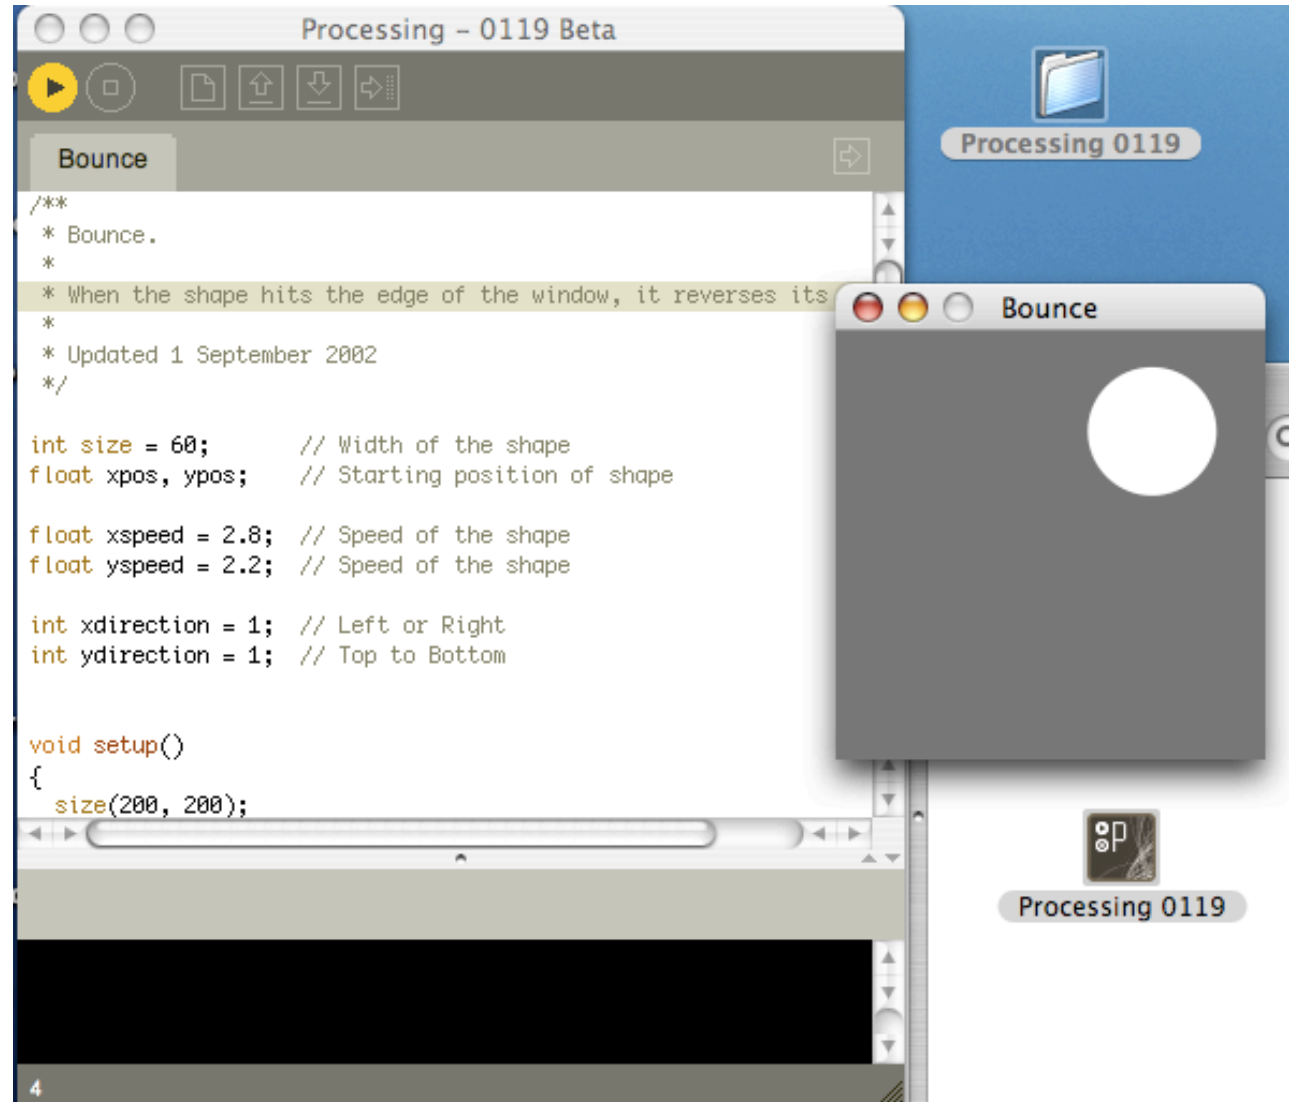 Processing – 0119 Beta
Bounce
/**
 * Bounce.
 *
 * When the shape hits the edge of the window, it reverses its
 *
 * Updated 1 September 2002
 */
int size = 60;       // Width of the shape
float xpos, ypos;    // Starting position of shape
float xspeed = 2.8;  // Speed of the shape
float yspeed = 2.2;  // Speed of the shape
int xdirection = 1;  // Left or Right
int ydirection = 1;  // Top to Bottom
void setup()
{
  size(200, 200);
4
Processing 0119
Bounce
Processing 0119